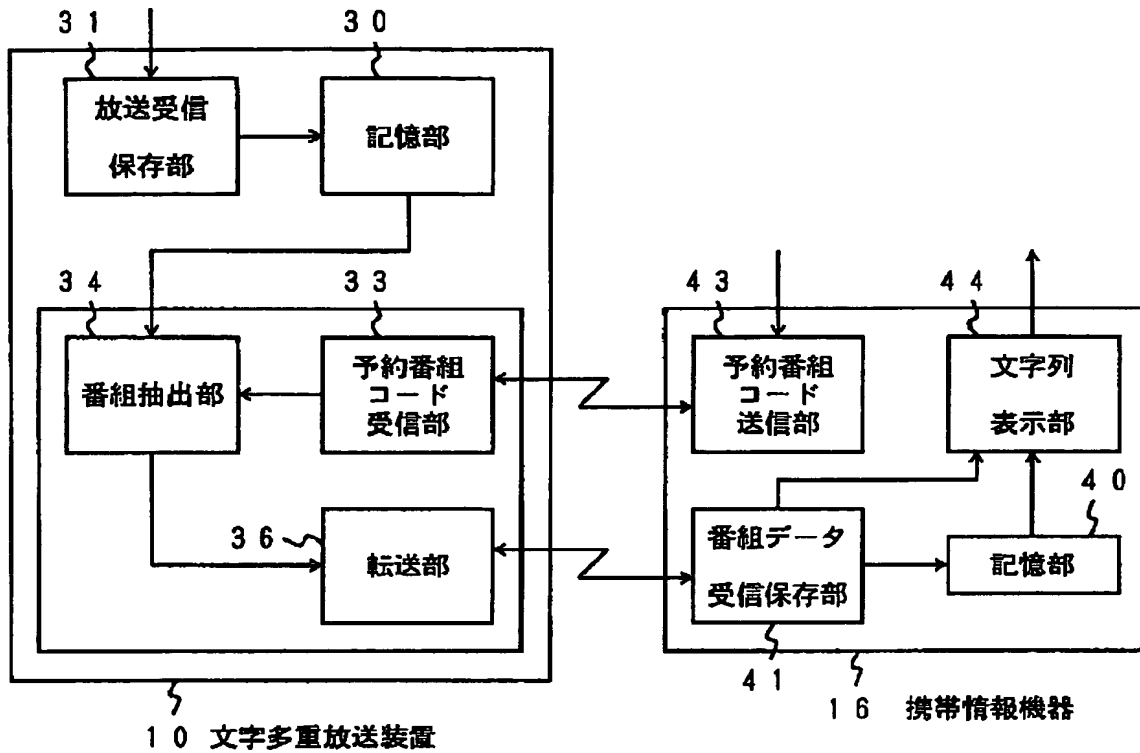 31
30
放送受信
保存部
記憶部
34
33
43
44
番組抽出部
予約番組
コード
受信部
予約番組
コード
送信部
文字列
表示部
36
転送部
番組データ
受信保存部
40
記憶部
41
10 文字多重放送装置
16 携帯情報機器